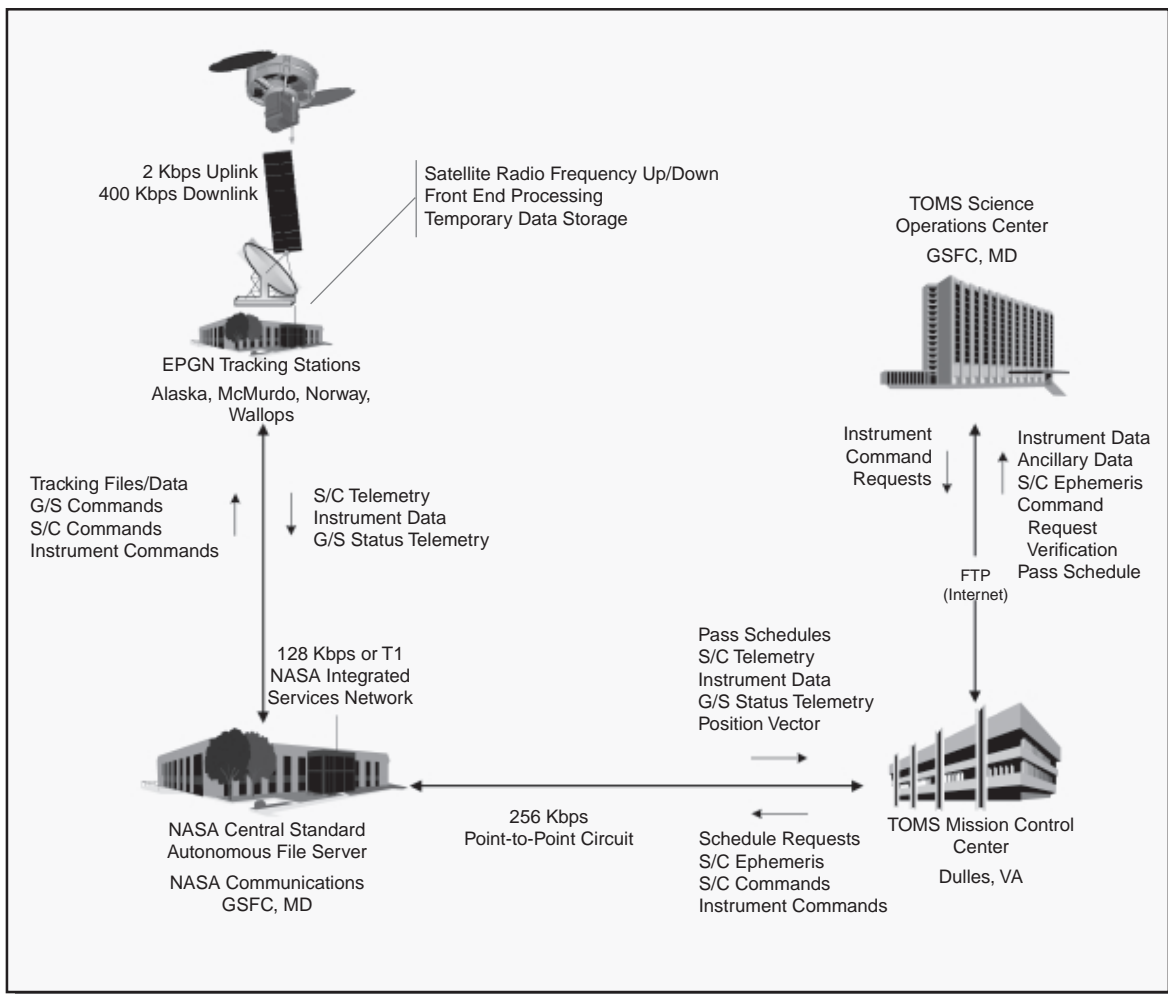 2 Kbps Uplink
400 Kbps Downlink
Satellite Radio Frequency Up/Down
Front End Processing
Temporary Data Storage
EPGN Tracking Stations
Alaska, McMurdo, Norway,
Wallops
TOMS Science
Operations Center
GSFC, MD
Tracking Files/Data
G/S Commands
S/C Commands
Instrument Commands
S/C Telemetry
Instrument Data
G/S Status Telemetry
Instrument
Command
Requests
Instrument Data
Ancillary Data
S/C Ephemeris
Command
Request
Verification
Pass Schedule
FTP
(Internet)
128 Kbps or T1
NASA Integrated
Services Network
Pass Schedules
S/C Telemetry
Instrument Data
G/S Status Telemetry
Position Vector
NASA Central Standard
Autonomous File Server
NASA Communications
GSFC, MD
256 Kbps
Point-to-Point Circuit
Schedule Requests
S/C Ephemeris
S/C Commands
Instrument Commands
TOMS Mission Control
Center
Dulles, VA